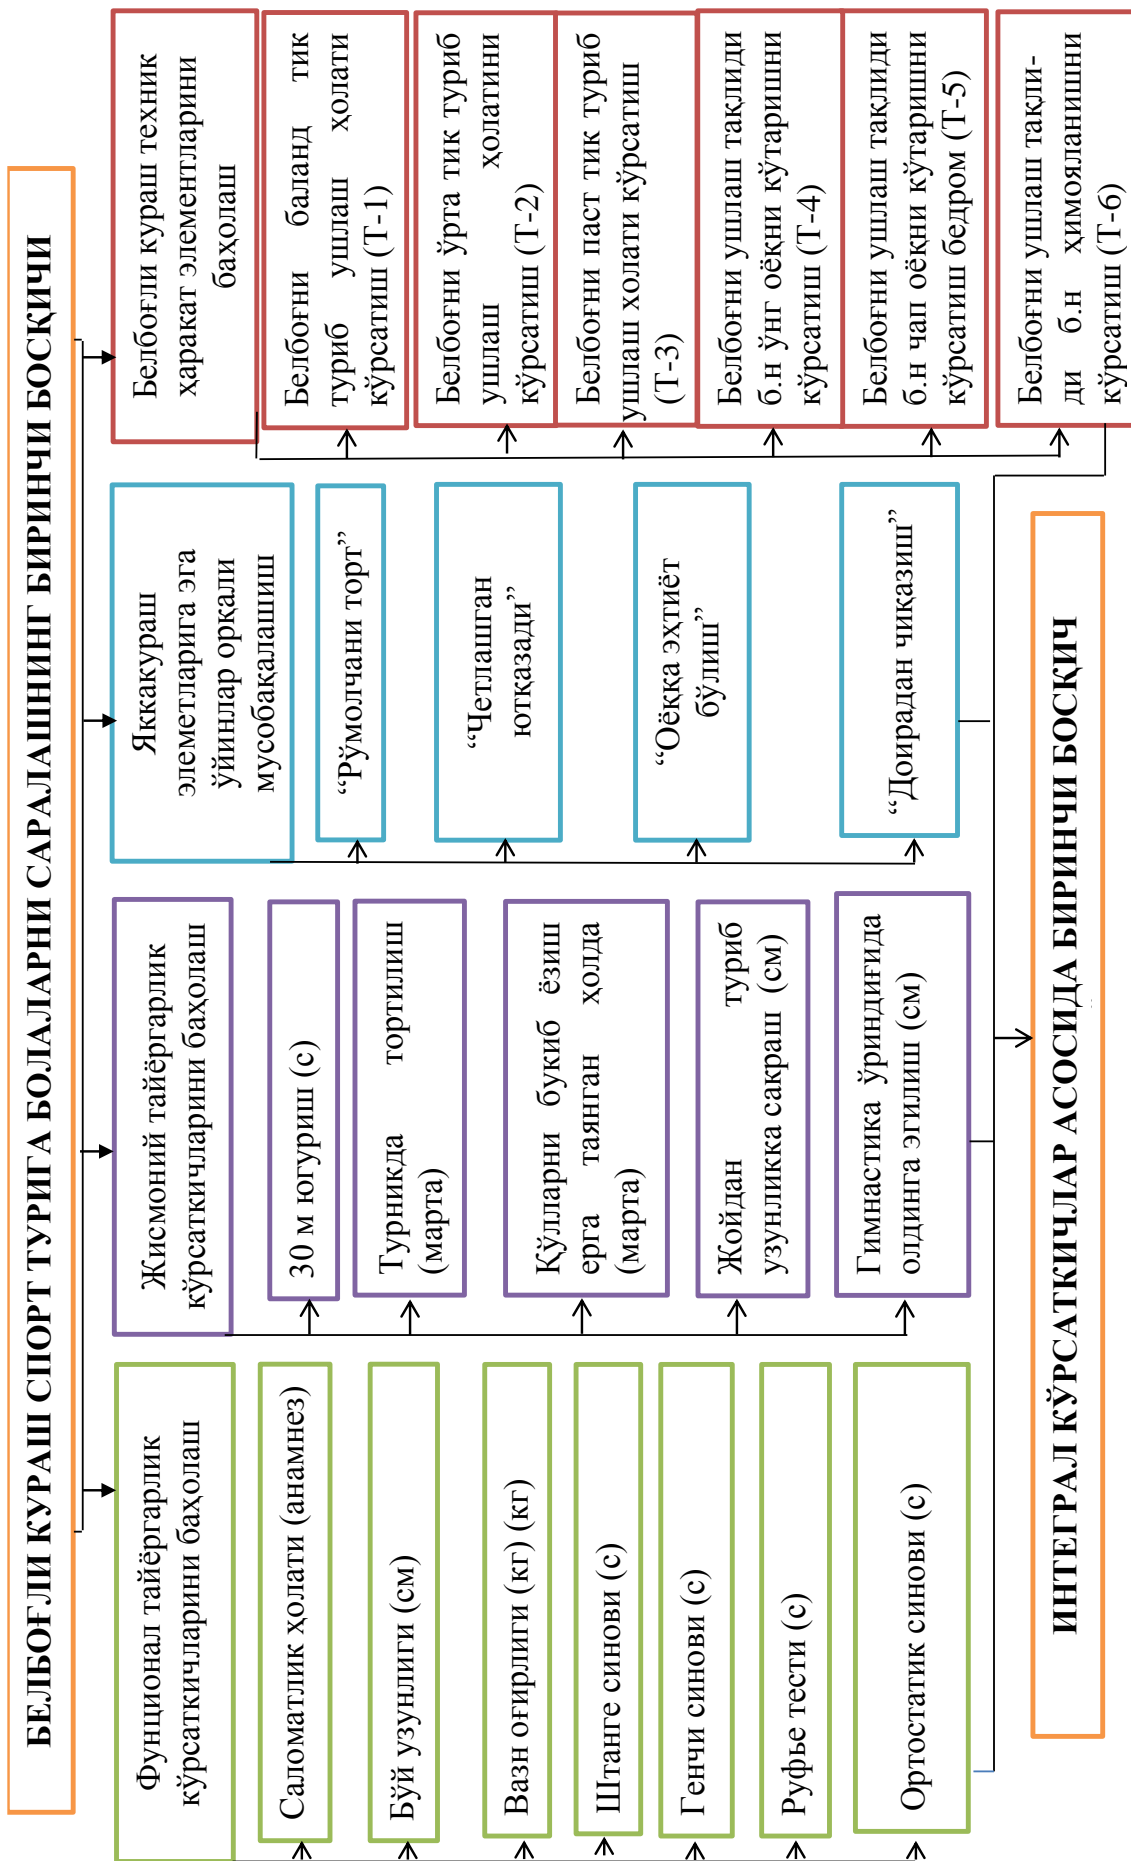 БЕЛБОҒЛИ КУРАШ СПОРТ ТУРИГА БОЛАЛАРНИ САРАЛАШНИНГ БИРИНЧИ БОСҚИЧИ
Фунционал тайёргарлик
кўрсаткичларини баҳолаш
Саломатлик ҳолати (анамнез)
Бўй узунлиги (см)
Вазн оғирлиги (кг) (кг)
Штанге синови (с)
Генчи синови (с)
Руфье тести (с)
Ортостатик синови (с)
Жисмоний тайёргарлик
кўрсаткичларини баҳолаш
30 м югуриш (с)
Турникда тортилиш
(марта)
Қўлларни букиб ёзиш
ерга таянган ҳолда
(марта)
Жойдан туриб
узунликка сакраш (см)
Гимнастика ўриндиғида
олдинга эгилиш (см)
Яккакураш
элеметларига эга
ўйинлар орқали
мусобақалашиш
“Рўмолчани торт”
“Четлашган
ютқазади”
“Оёққа эҳтиёт
бўлиш”
“Доирадан чиқазиш”
Белбоғли кураш техник
ҳаракат элементларини
баҳолаш
Белбоғни баланд тик
туриб ушлаш ҳолати
кўрсатиш (Т-1)
Белбоғни ўрта тик туриб
ушлаш ҳолатини
кўрсатиш (Т-2)
Белбоғни паст тик туриб
ушлаш холати кўрсатиш
(Т-3)
Белбоғни ушлаш тақлиди
б.н ўнг оёқни кўтаришни
кўрсатиш (Т-4)
Белбоғни ушлаш тақлиди
б.н чап оёқни кўтаришни
кўрсатиш бедром (Т-5)
Белбоғни ушлаш тақли-
ди б.н ҳимояланишни
кўрсатиш (Т-6)
ИНТЕГРАЛ КЎРСАТКИЧЛАР АСОСИДА БИРИНЧИ БОСҚИЧ